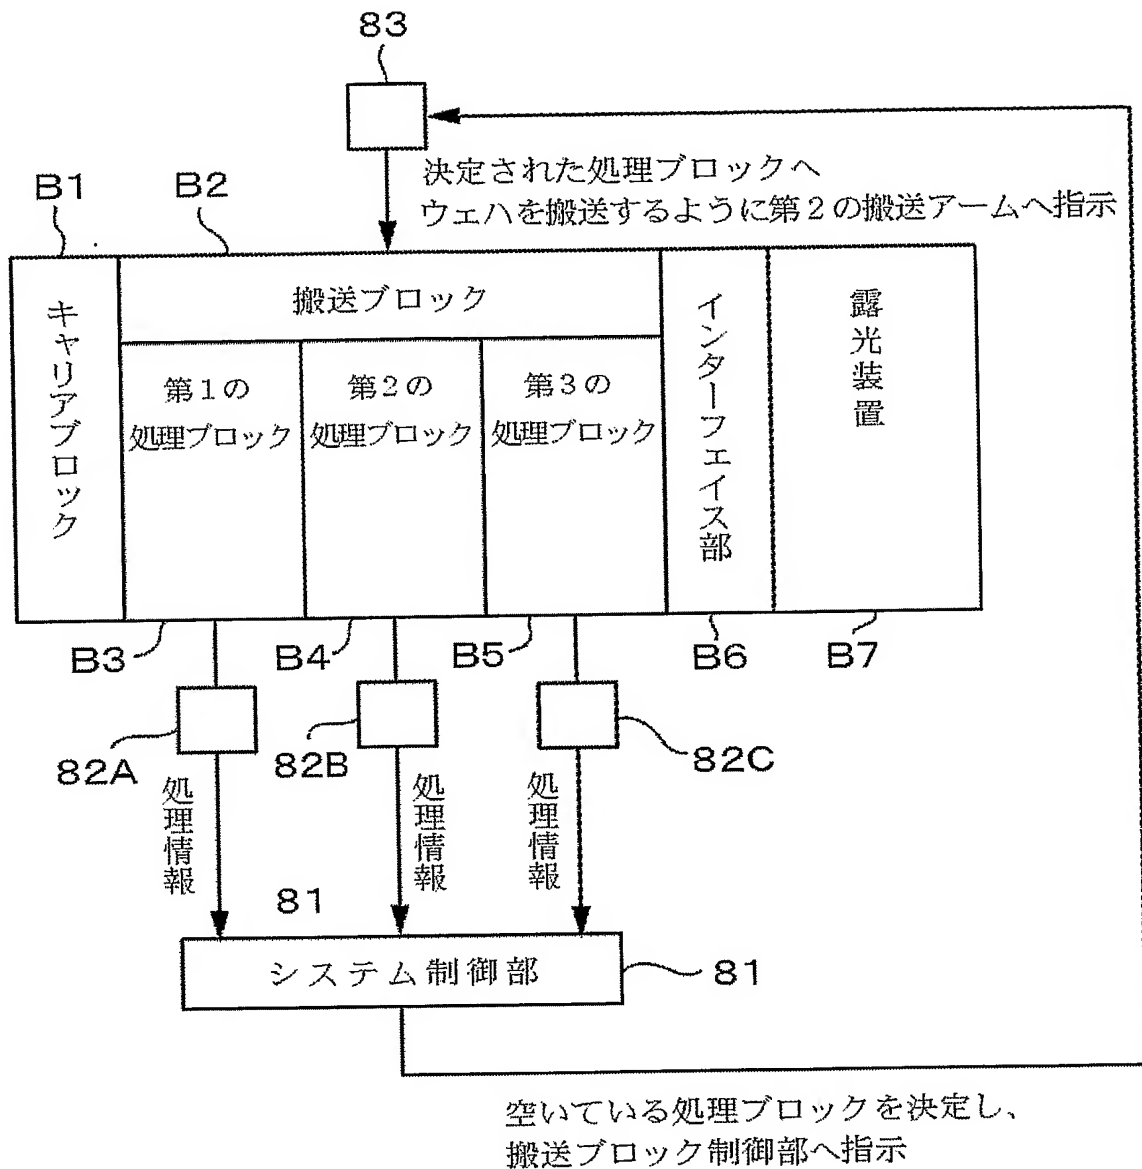 83
決定された処理ブロックへ
ウェハを搬送するように第2の搬送アームへ指示
B1
B2
キャリアブロック
搬送ブロック
第1の
処理ブロック
第2の
処理ブロック
第3の
処理ブロック
インターフェイス部
露光装置
B3
B4
B5
B6
B7
82A
82B
82C
処理情報
処理情報
処理情報
81
システム制御部
81
空いている処理ブロックを決定し、
搬送ブロック制御部へ指示